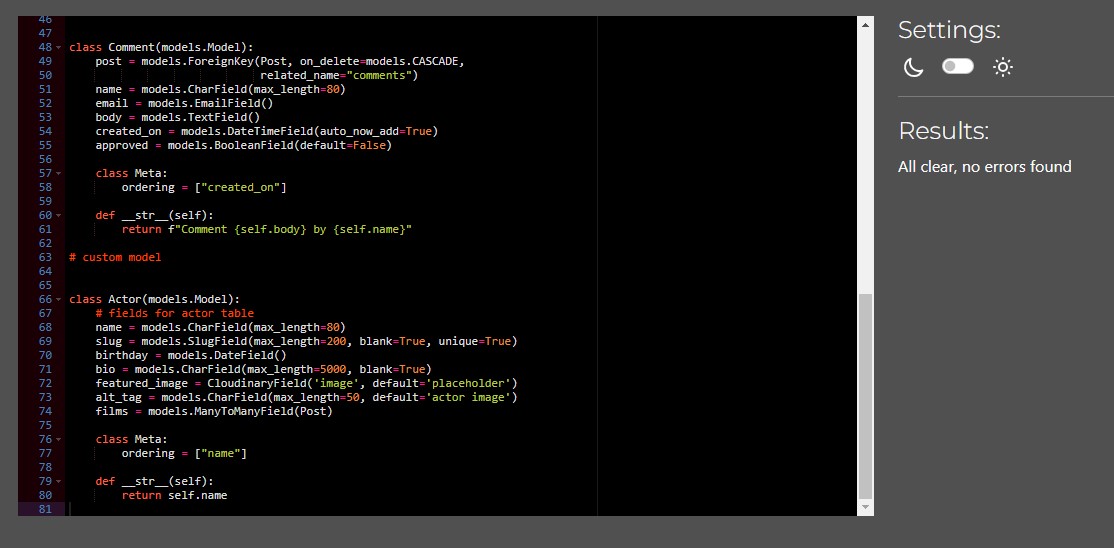 46
47
48 class Comment(models.Model):
49     post = models.ForeignKey(Post, on_delete=models.CASCADE,
50                              related_name="comments")
51     name = models.CharField(max_length=80)
52     email = models.EmailField()
53     body = models.TextField()
54     created_on = models.DateTimeField(auto_now_add=True)
55     approved = models.BooleanField(default=False)
56
57     class Meta:
58         ordering = ["created_on"]
59
60     def __str__(self):
61         return f"Comment {self.body} by {self.name}"
62
63 # custom model
64
65
66 class Actor(models.Model):
67     # fields for actor table
68     name = models.CharField(max_length=80)
69     slug = models.SlugField(max_length=200, blank=True, unique=True)
70     birthday = models.DateField()
71     bio = models.CharField(max_length=5000, blank=True)
72     featured_image = CloudinaryField('image', default='placeholder')
73     alt_tag = models.CharField(max_length=50, default='actor image')
74     films = models.ManyToManyField(Post)
75
76     class Meta:
77         ordering = ["name"]
78
79     def __str__(self):
80         return self.name
81
Settings:
Results:
All clear, no errors found